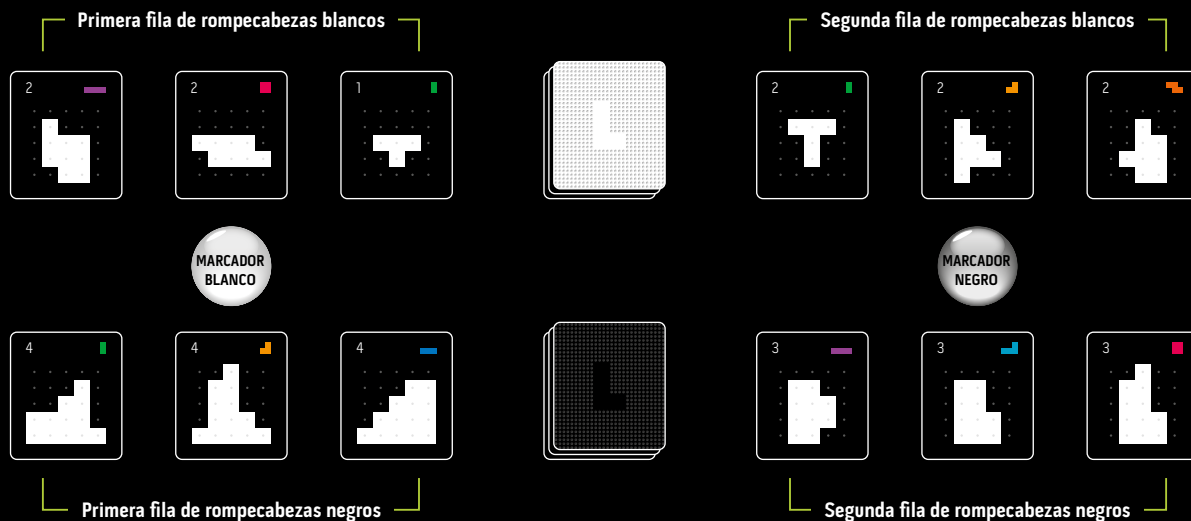 Primera fila de rompecabezas blancos
Segunda fila de rompecabezas blancos
2
2
1
2
2
2
MARCADOR
BLANCO
MARCADOR
NEGRO
4
4
4
3
3
3
Primera fila de rompecabezas negros
Segunda fila de rompecabezas negros